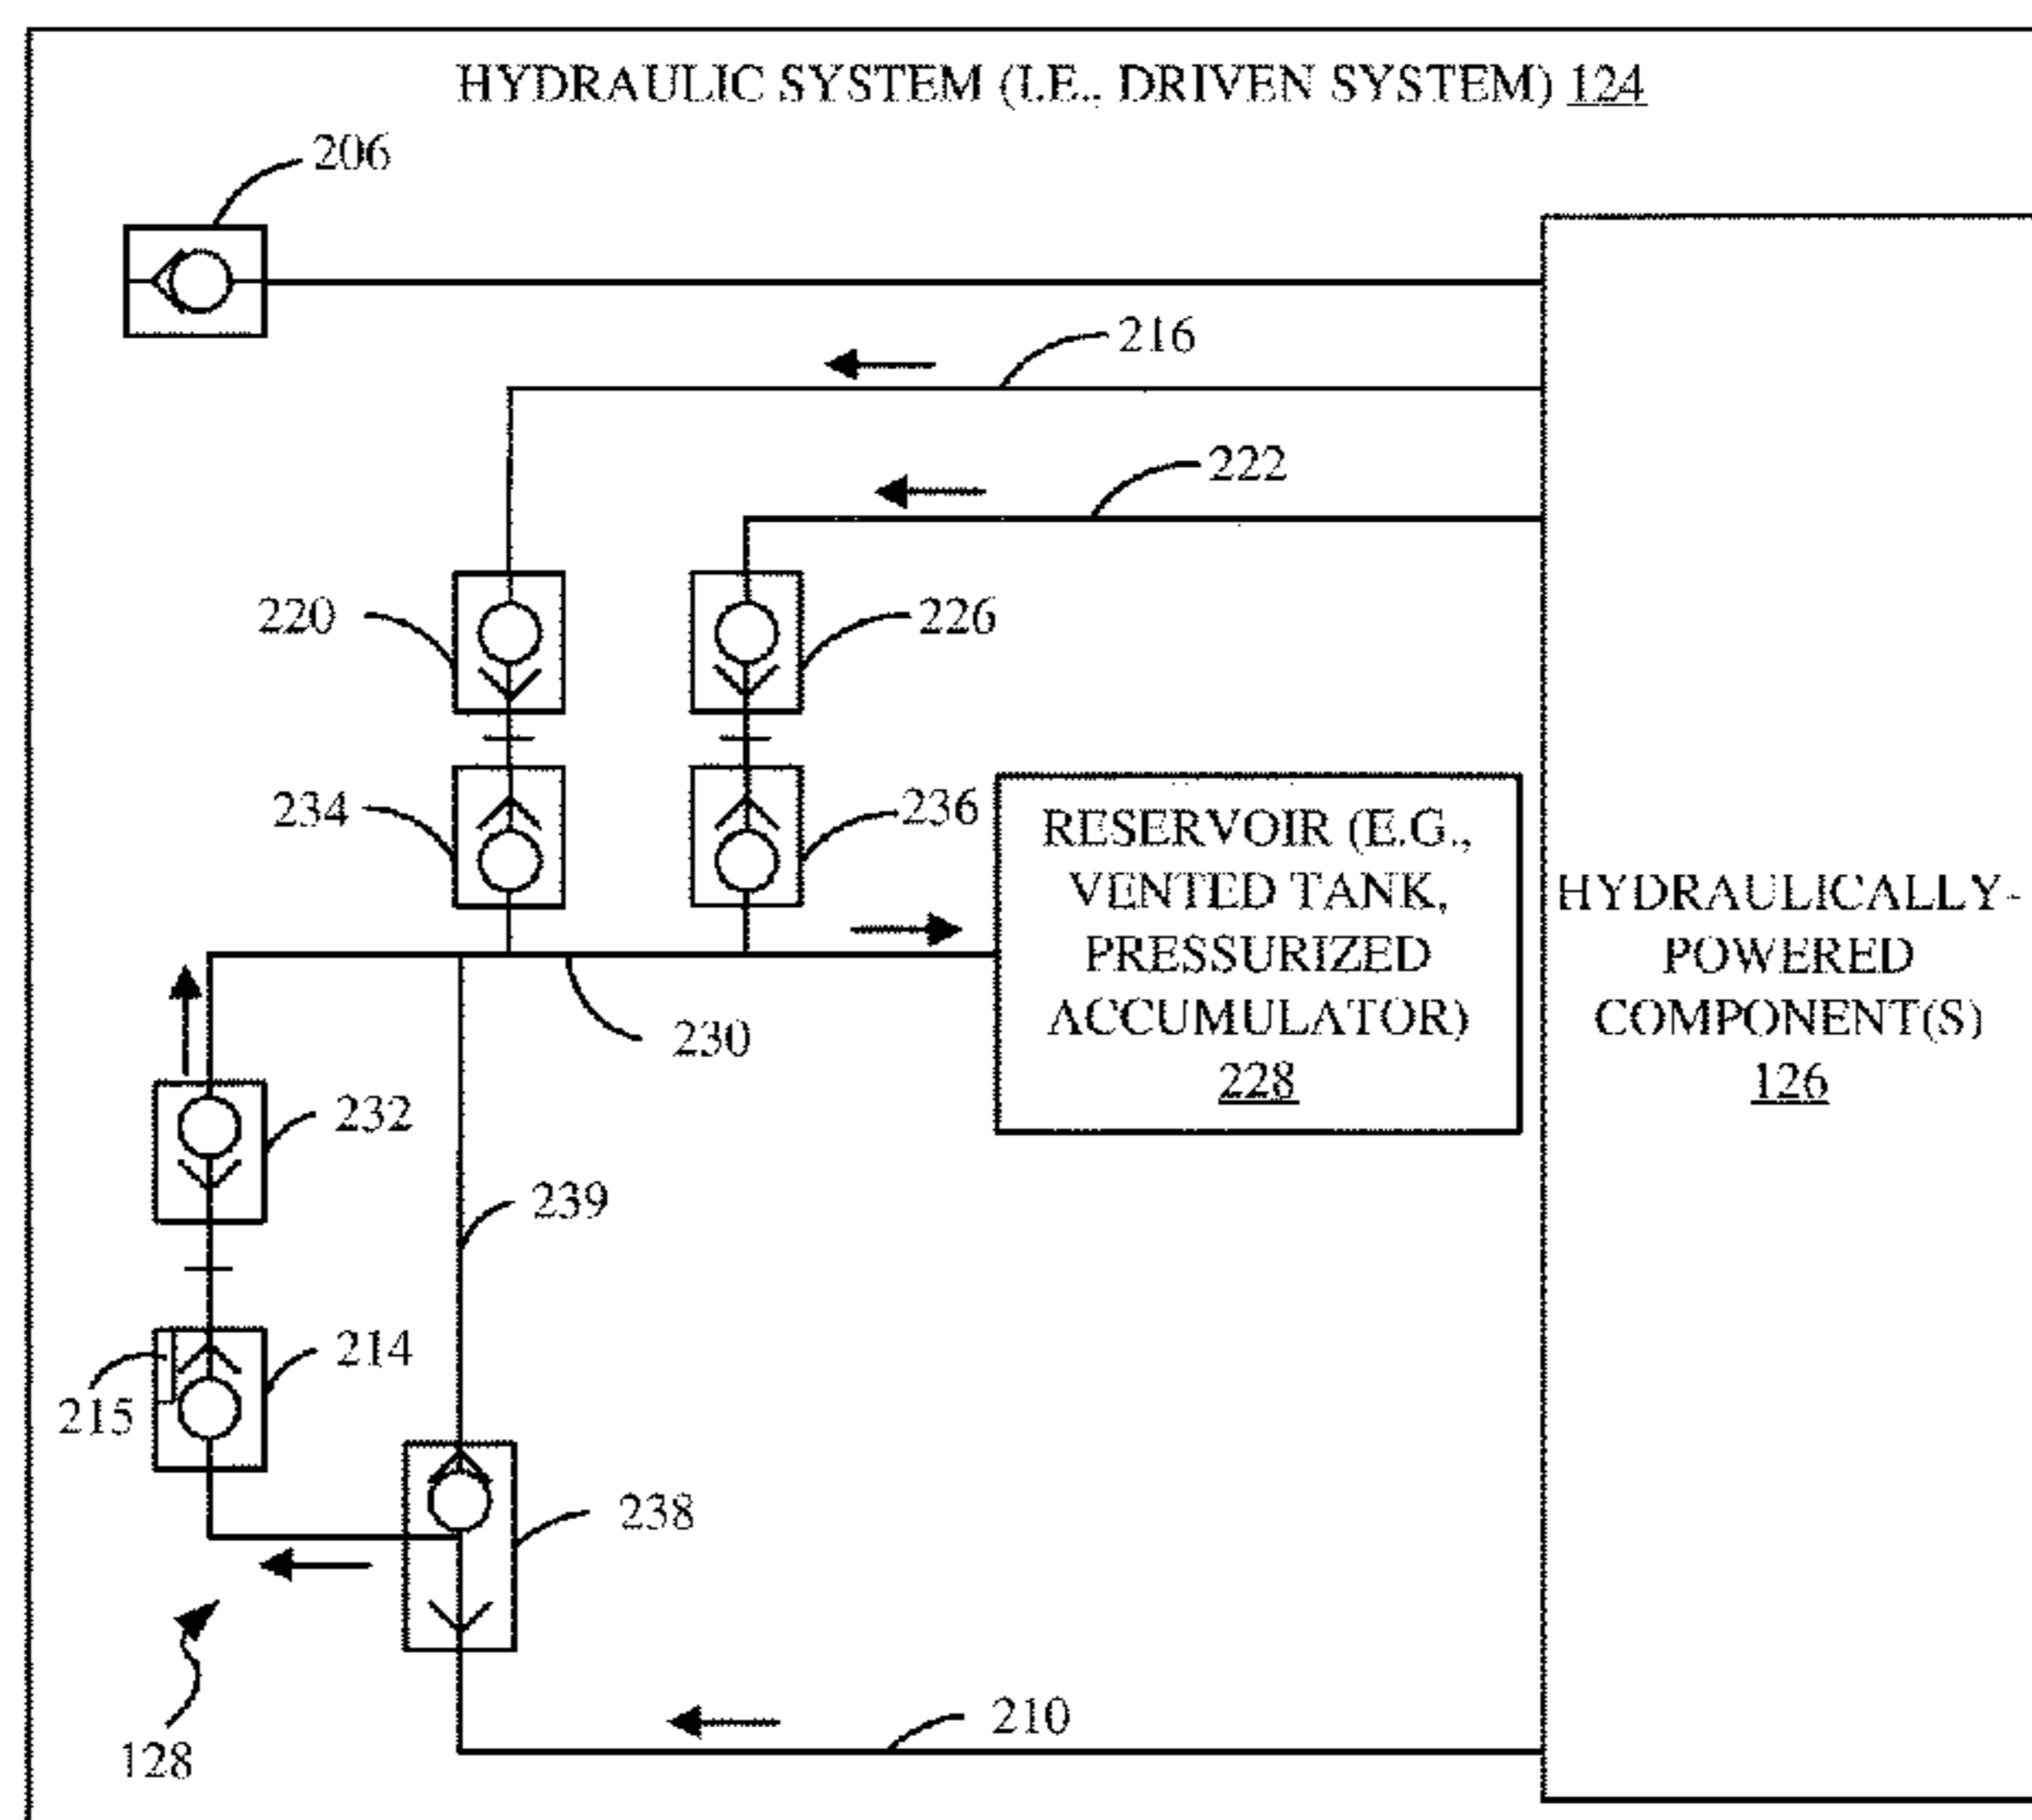 HYDRAULIC SYSTEM (I.E., DRIVEN SYSTEM) 124
206
216
222
220
226
234
236
RESERVOIR (E.G.,
VENTED TANK,
PRESSURIZED
ACCUMULATOR)
228
HYDRAULICALLY-
POWERED
COMPONENT(S)
126
230
232
239
214
215
238
210
128